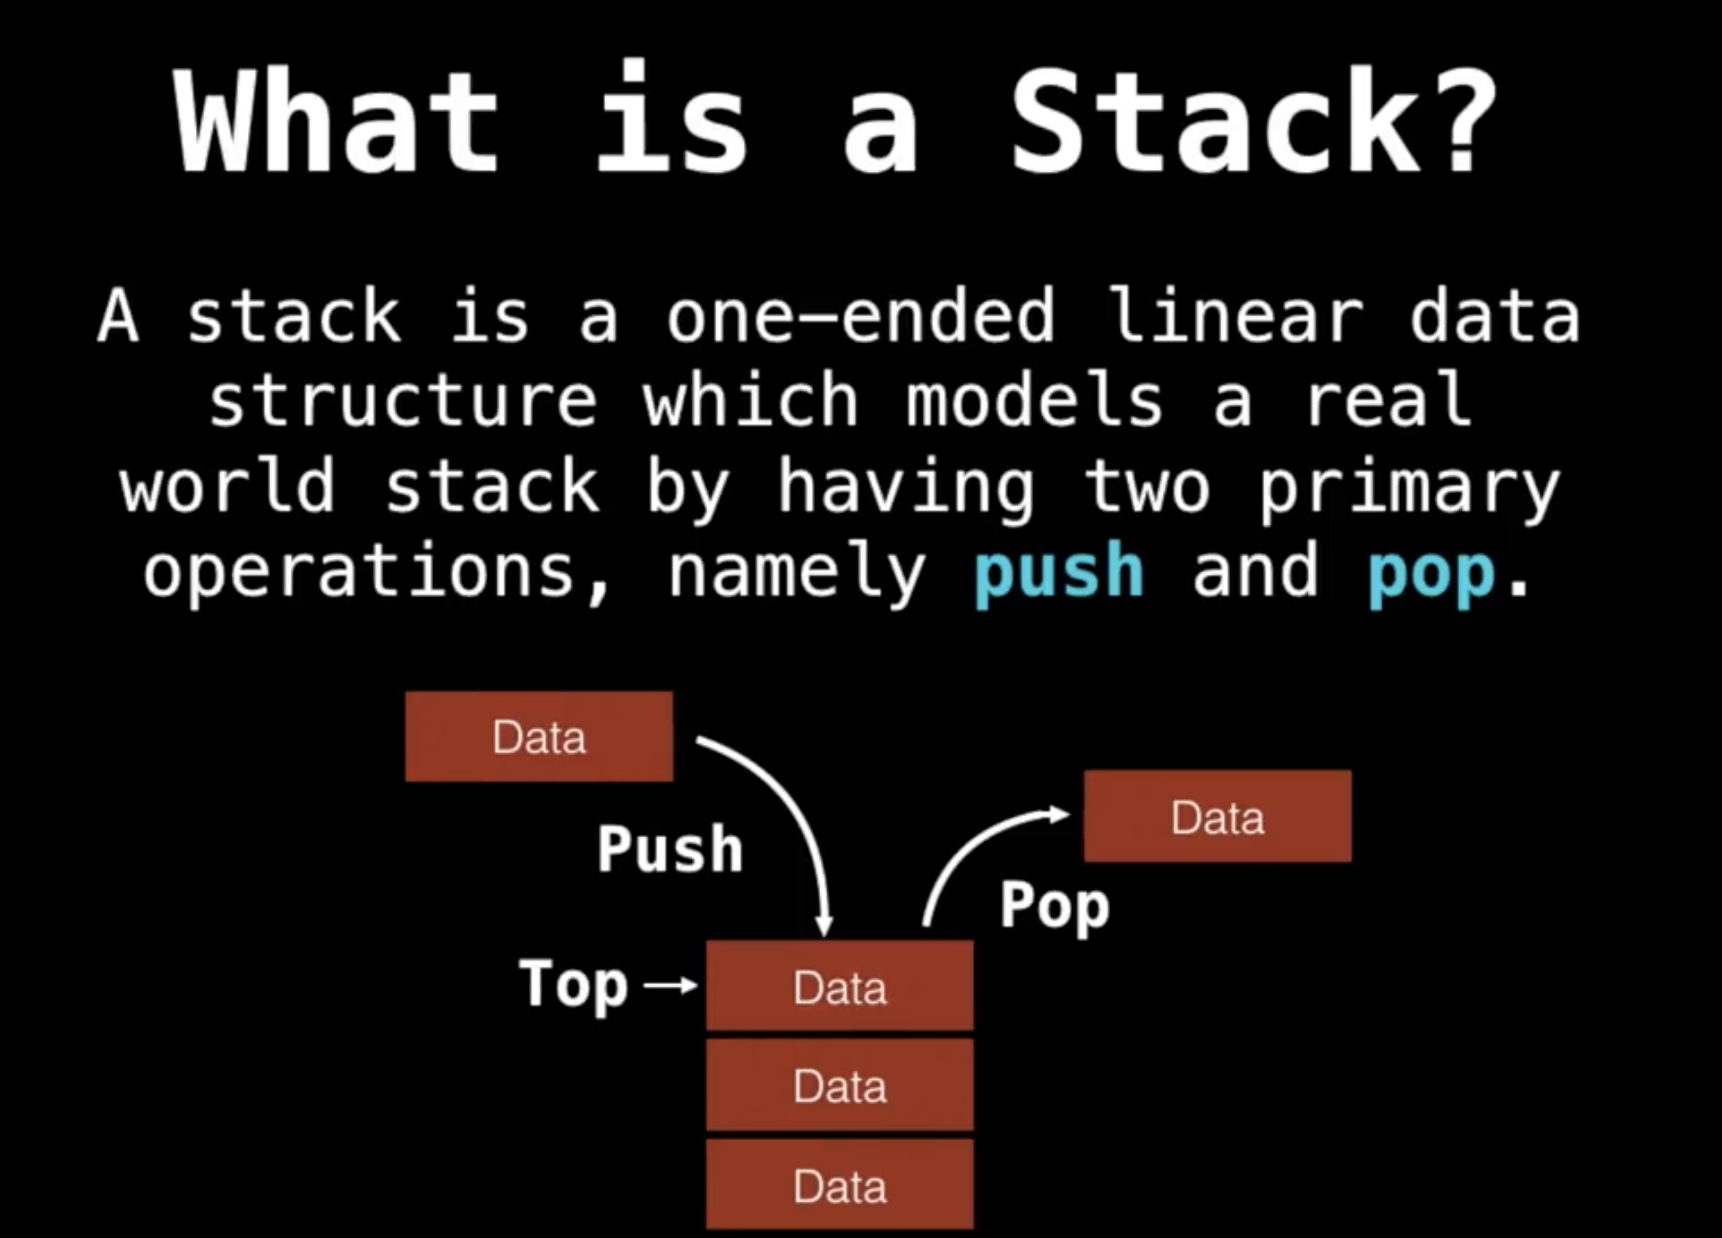 What is a Stack?
A stack is a one-ended linear data
structure which models a real
world stack by having two primary
operations, namely push and pop.
Data
Data
Push
Pop
Top
Data
Data
Data